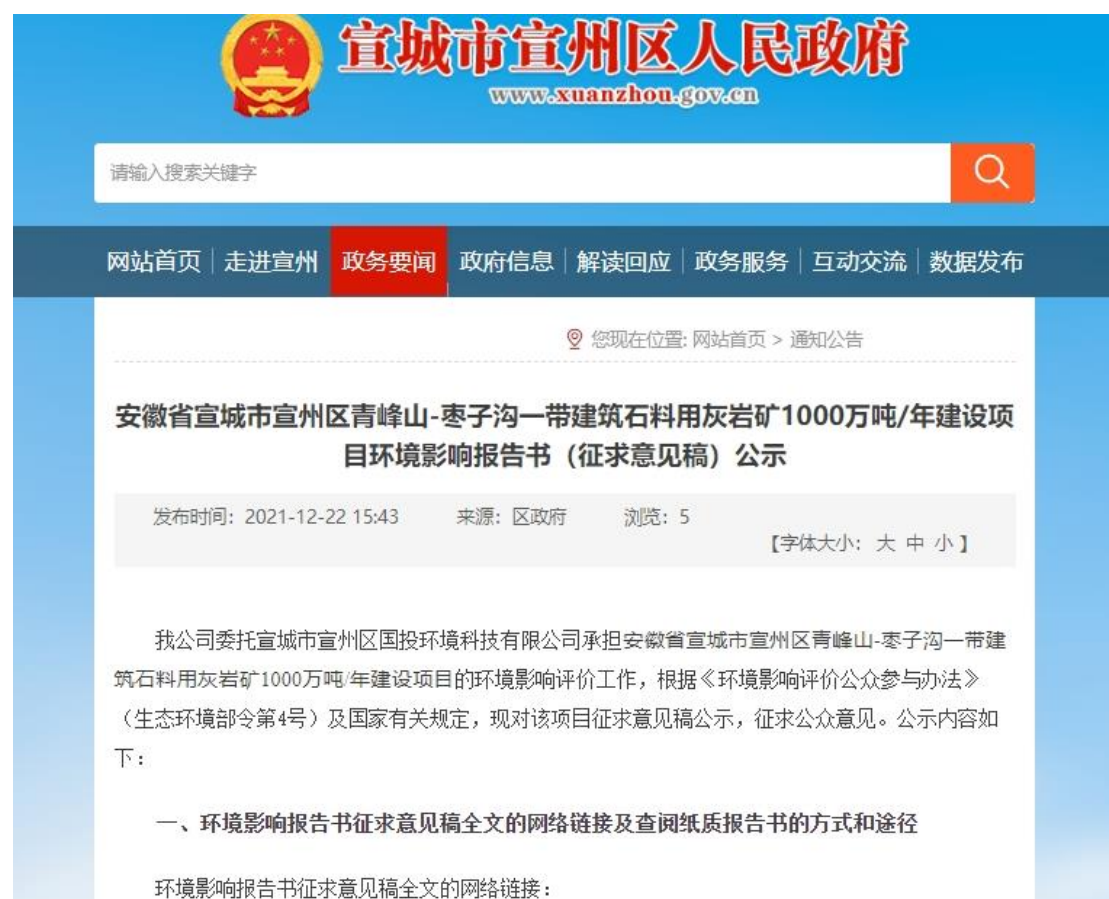 宣城市宣州区人民政府
www.xuanzhou.gov.cn
请输入搜索关键字
网站首页 走进宣州 政务要闻 政府信息 解读回应 政务服务 互动交流 数据发布
您现在位置: 网站首页 > 通知公告
安徽省宣城市宣州区青峰山-枣子沟一带建筑石料用灰岩矿1000万吨/年建设项
目环境影响报告书（征求意见稿）公示
发布时间：2021-12-22 15:43 来源：区政府 浏览：5
【字体大小：大 中 小】
我公司委托宣城市宣州区国投环境科技有限公司承担安徽省宣城市宣州区青峰山-枣子沟一带建
筑石料用灰岩矿1000万吨/年建设项目的环境影响评价工作，根据《环境影响评价公众参与办法》
（生态环境部令第4号）及国家有关规定，现对该项目征求意见稿公示，征求公众意见。公示内容如
下：
一、环境影响报告书征求意见稿全文的网络链接及查阅纸质报告书的方式和途径
环境影响报告书征求意见稿全文的网络链接：